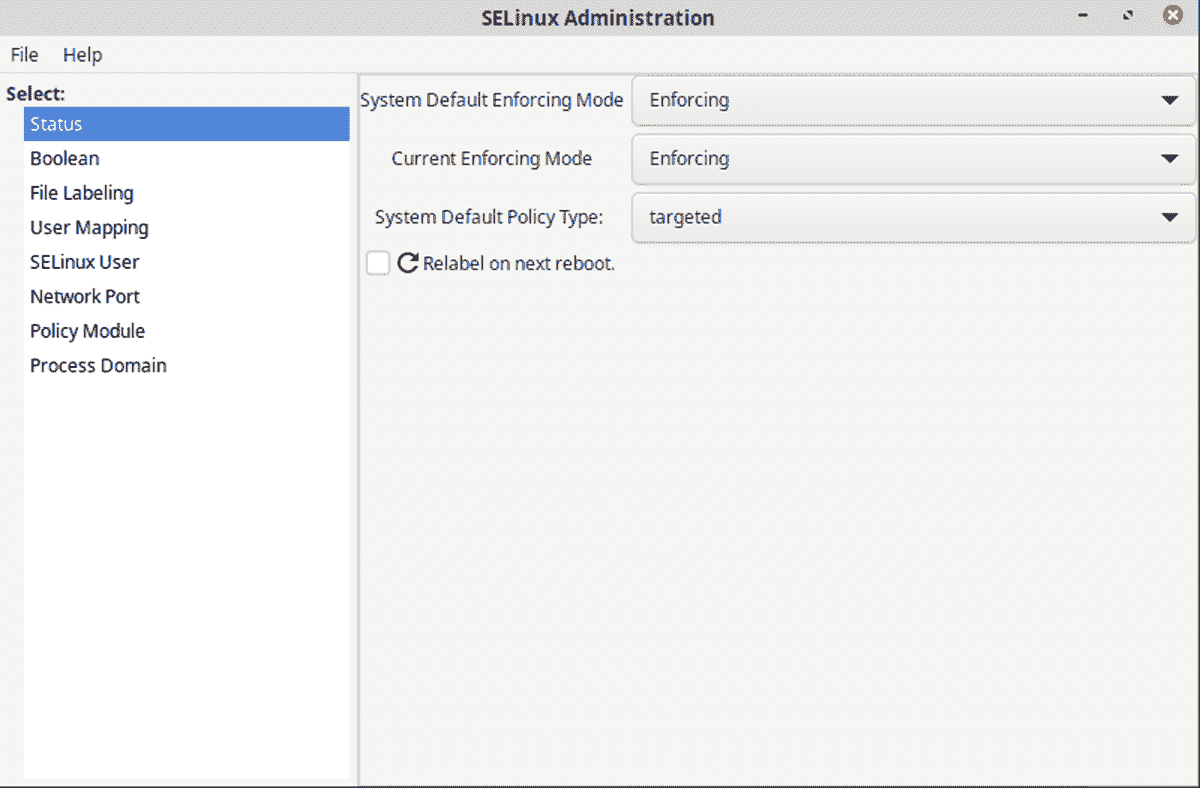 SELinux Administration
File Help
Select:
Status
Boolean
File Labeling
User Mapping
SELinux User
Network Port
Policy Module
Process Domain
System Default Enforcing Mode Enforcing
Current Enforcing Mode Enforcing
System Default Policy Type: targeted
Relabel on next reboot.